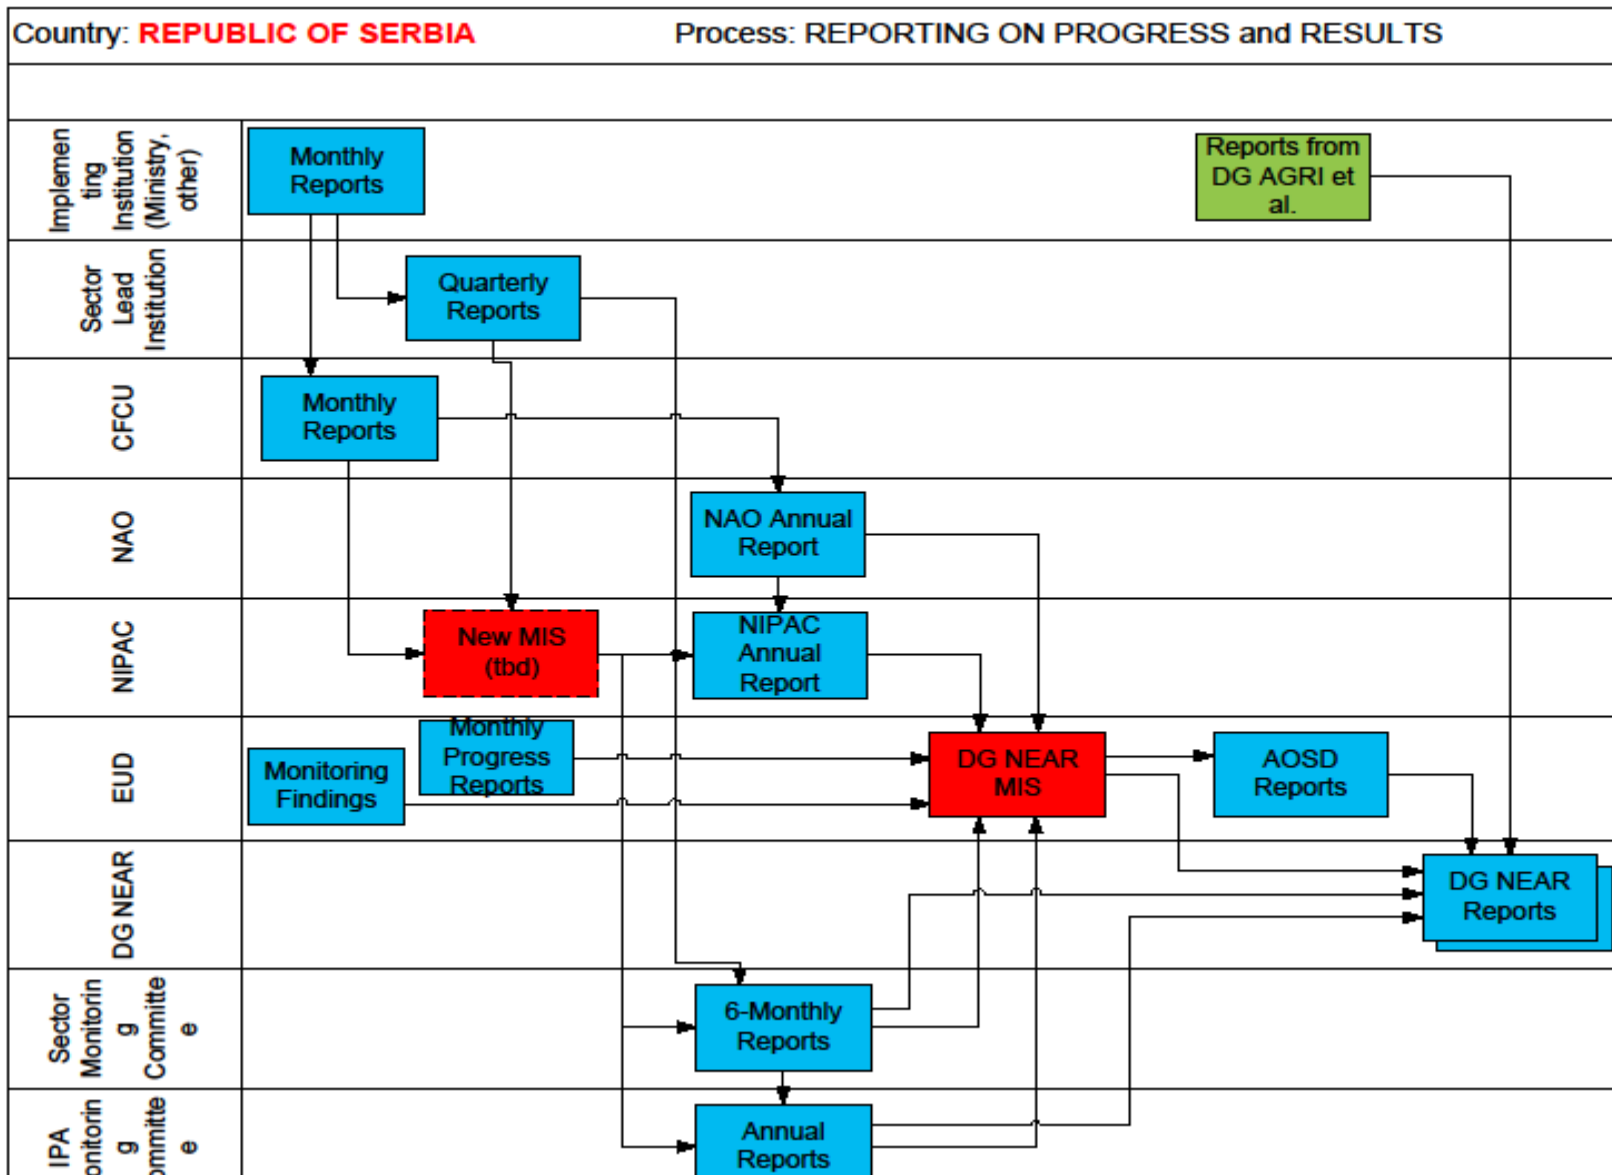 Country: REPUBLIC OF SERBIA
Process: REPORTING ON PROGRESS and RESULTS
Implemen
ting
Institution
(Ministry,
other)
Monthly
Reports
Reports from
DG AGRI et
al.
Sector
Lead
Institution
Quarterly
Reports
CFCU
Monthly
Reports
NAO
NAO Annual
Report
NIPAC
New MIS
(tbd)
NIPAC
Annual
Report
EUD
Monitoring
Findings
Monthly
Progress
Reports
DG NEAR
MIS
AOSD
Reports
DG NEAR
DG NEAR
Reports
Sector
Monitorin
g
Committe
e
6-Monthly
Reports
IPA
onitorin
g
ommitte
e
Annual
Reports